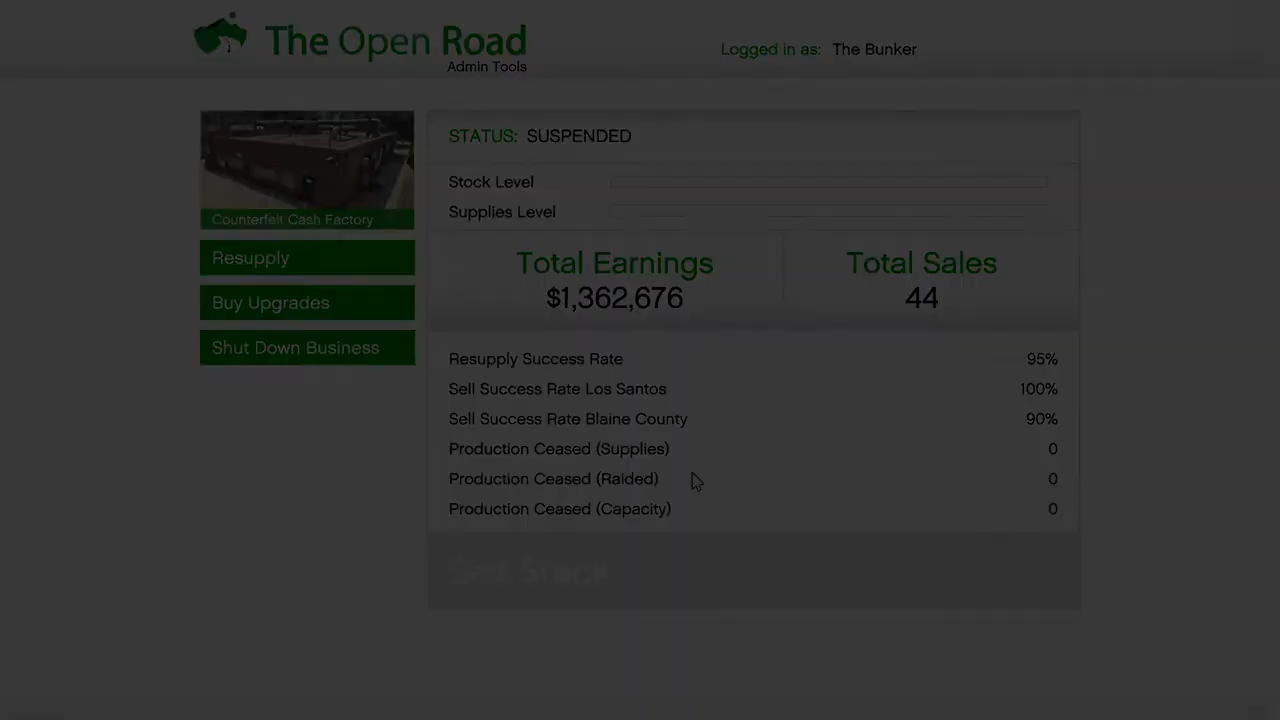 The Open Road
Admin Tools
Logged in as: The Bunker
Counterfeit Cash Factory
Resupply
Buy Upgrades
Shut Down Business
STATUS: SUSPENDED
Stock Level
Supplies Level
Total Earnings
$1,362,676
Total Sales
44
Resupply Success Rate 95%
Sell Success Rate Los Santos 100%
Sell Success Rate Blaine County 90%
Production Ceased (Supplies) 0
Production Ceased (Raided) 0
Production Ceased (Capacity) 0
Sell Stock